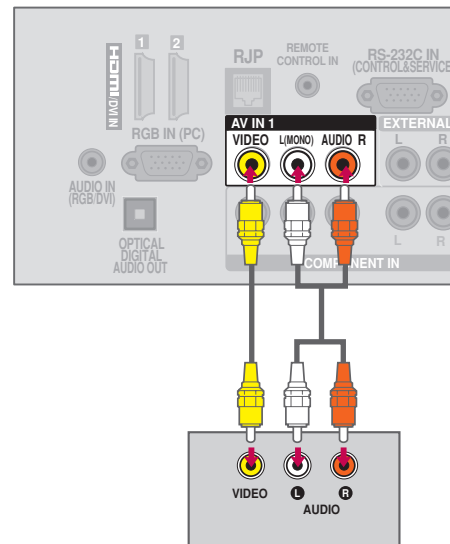 HDMI/DVI IN
1 2
RJP
REMOTE
CONTROL IN
RS-232C IN
(CONTROL&SERVICE
RGB IN (PC)
AUDIO IN
(RGB/DVI)
OPTICAL
DIGITAL
AUDIO OUT
AV IN 1
VIDEO L(MONO) AUDIO R
EXTERNAL
L R
L R
COMPONENT IN
VIDEO L R
AUDIO